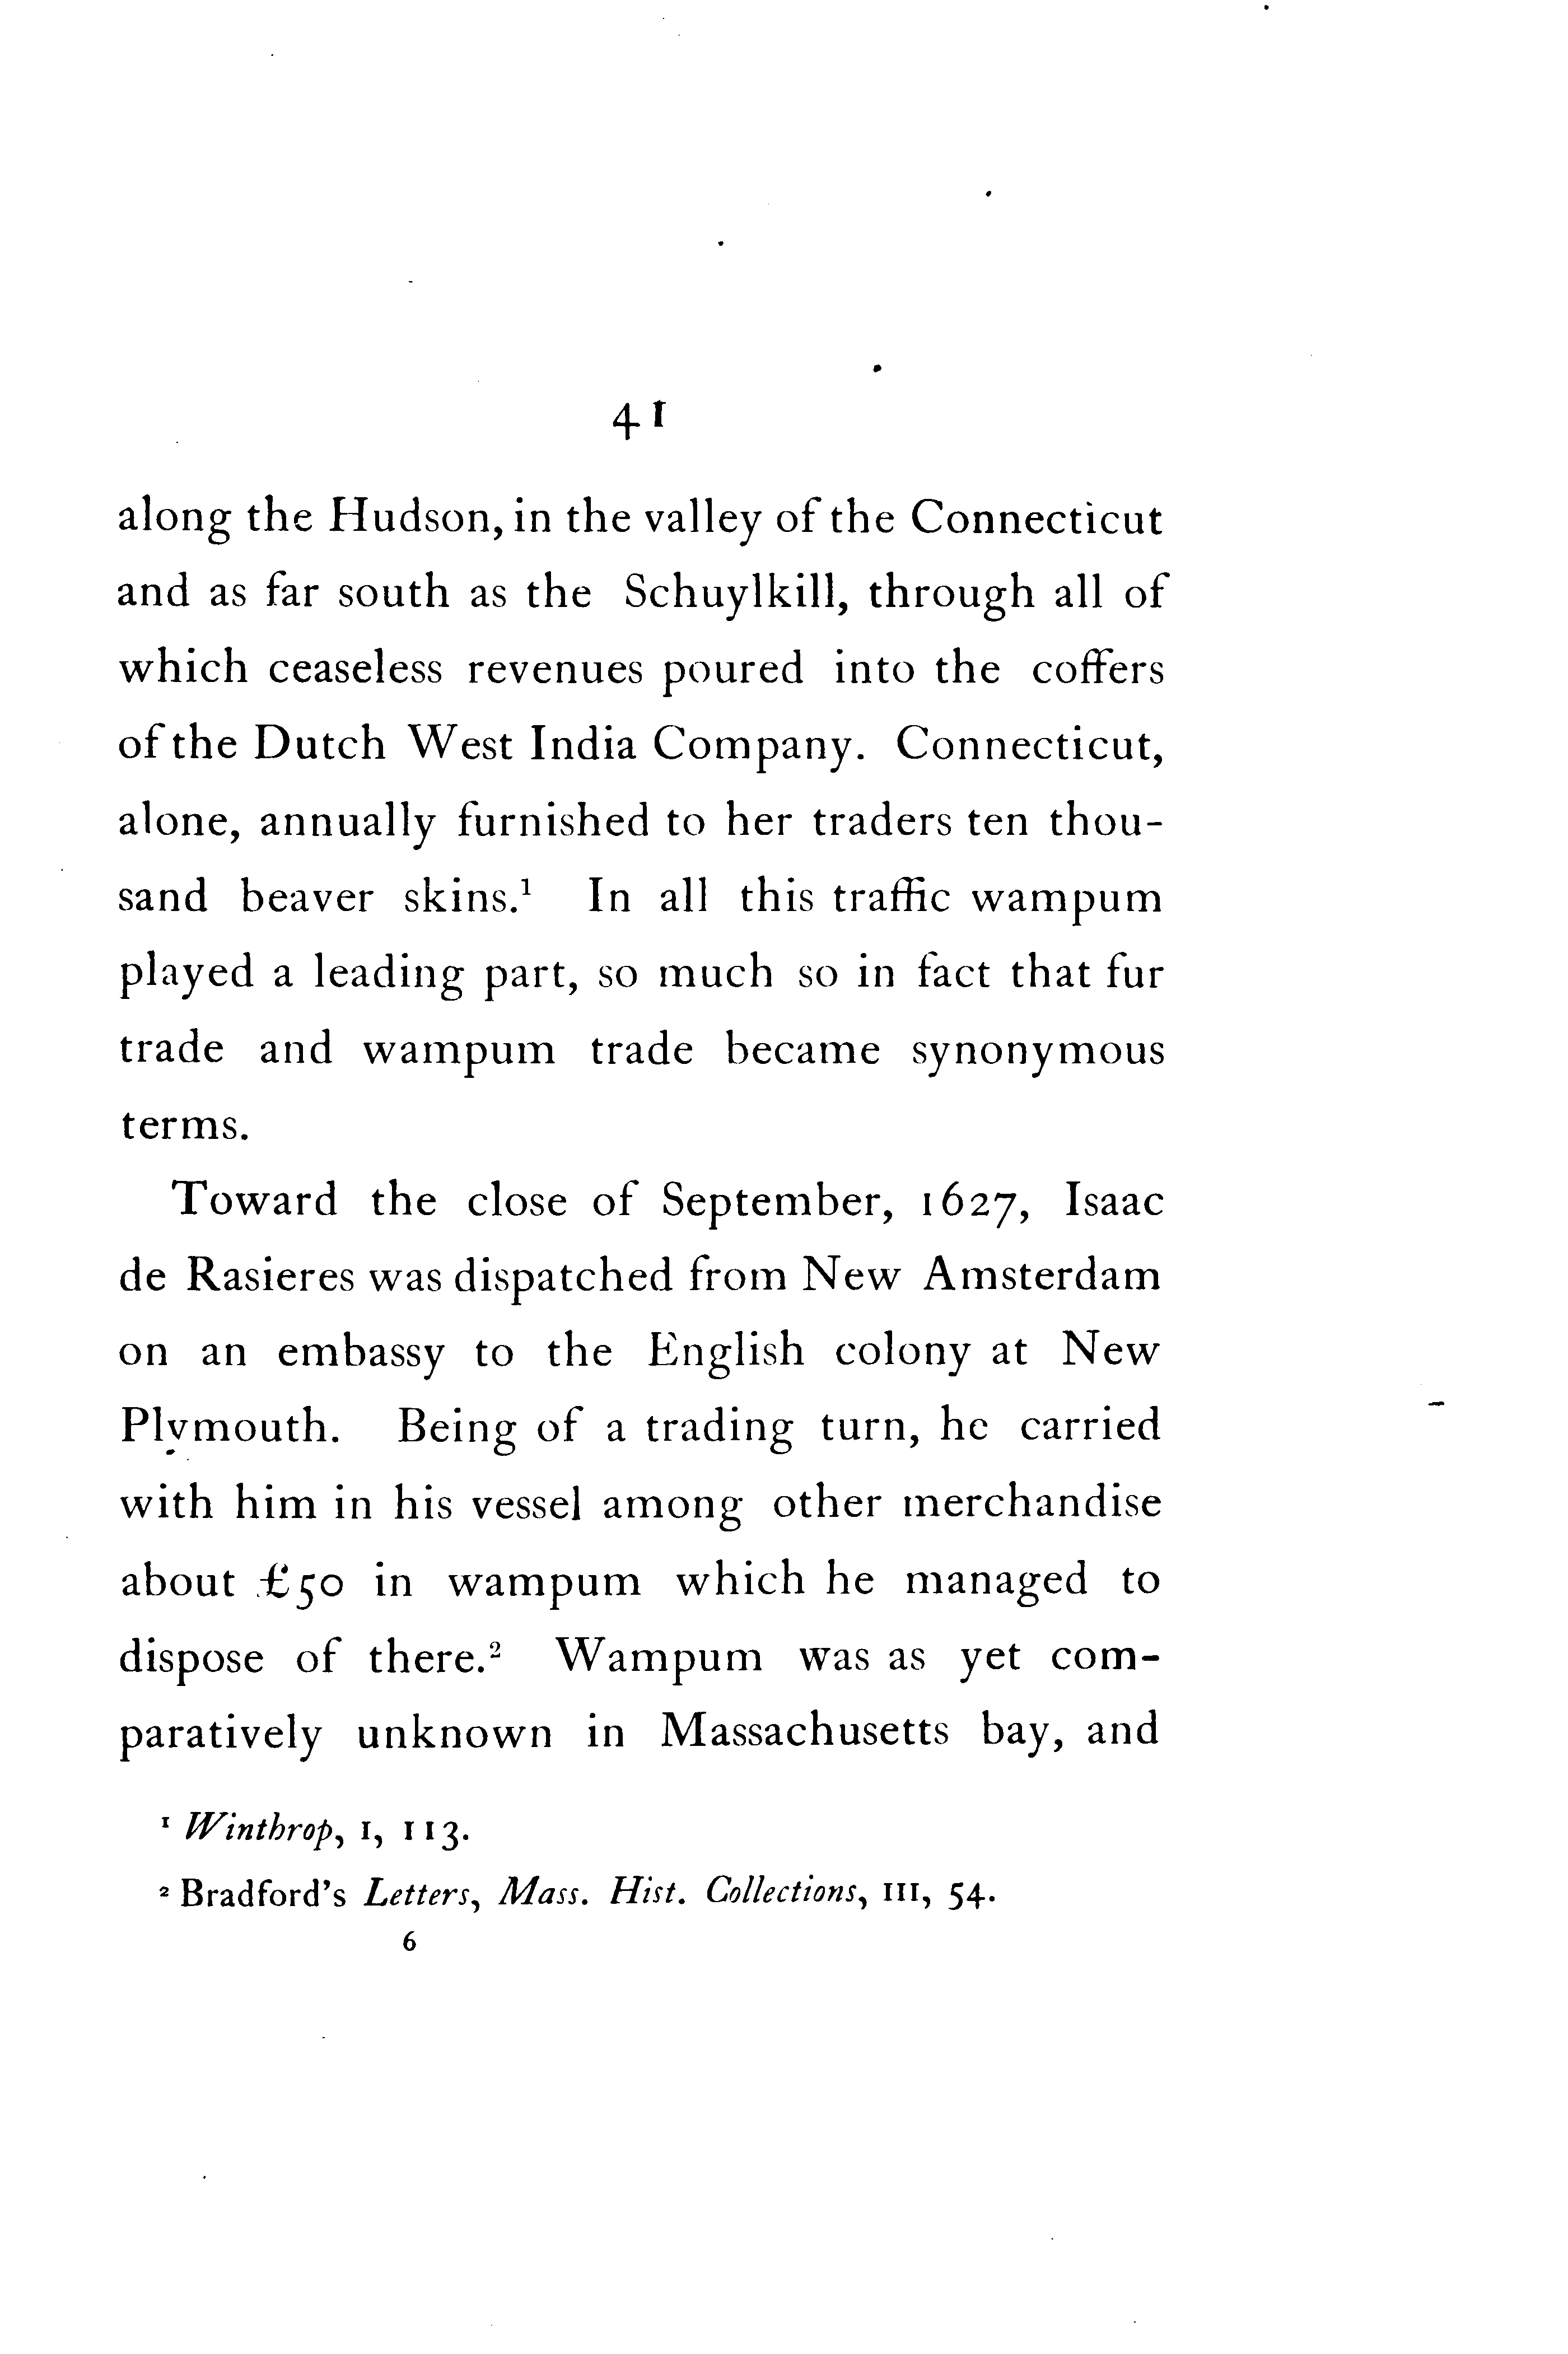 41
along the Hudson, in the valley of the Connecticut
and as far south as the Schuylkill, through all of
which ceaseless revenues poured into the coffers
of the Dutch West India Company. Connecticut,
alone, annually furnished to her traders ten thou-
sand beaver skins.¹ In all this traffic wampum
played a leading part, so much so in fact that fur
trade and wampum trade became synonymous
terms.
Toward the close of September, 1627, Isaac
de Rasieres was dispatched from New Amsterdam
on an embassy to the English colony at New
Plymouth. Being of a trading turn, he carried
with him in his vessel among other merchandise
about £50 in wampum which he managed to
dispose of there.² Wampum was as yet com-
paratively unknown in Massachusetts bay, and
¹ Winthrop, I, 113.
² Bradford's Letters, Mass. Hist. Collections, III, 54.
6